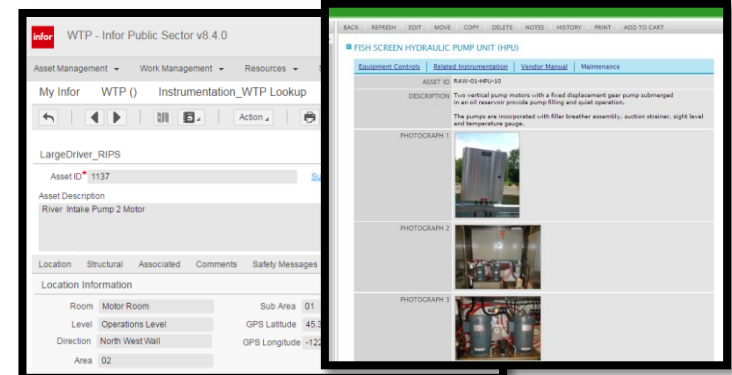 infor WTP - Infor Public Sector v8.4.0
Asset Management Work Management Resources
My Infor WTP () Instrumentation_WTP Lookup
Action
LargeDriver_RIPS
Asset ID* 1137
Asset Description
River Intake Pump 2 Motor
Location Structural Associated Comments Safety Messages
Location Information
Room Motor Room Sub Area 01
Level Operations Level GPS Latitude 45.3
Direction North West Wall GPS Longitude -122
Area 02
BACK REFRESH EDIT MOVE COPY DELETE NOTES HISTORY PRINT ADD TO CART
FISH SCREEN HYDRAULIC PUMP UNIT (HPU)
Equipment Controls Related Instrumentation Vendor Manual Maintenance
ASSET ID RAW-01-HPU-10
DESCRIPTION Two vertical pump motors with a fixed displacement gear pump submerged
in an oil reservoir provide pump filling and quiet operation.
The pumps are incorporated with filler breather assembly, suction strainer, sight level
and temperature gauge.
PHOTOGRAPH 1
PHOTOGRAPH 2
PHOTOGRAPH 3